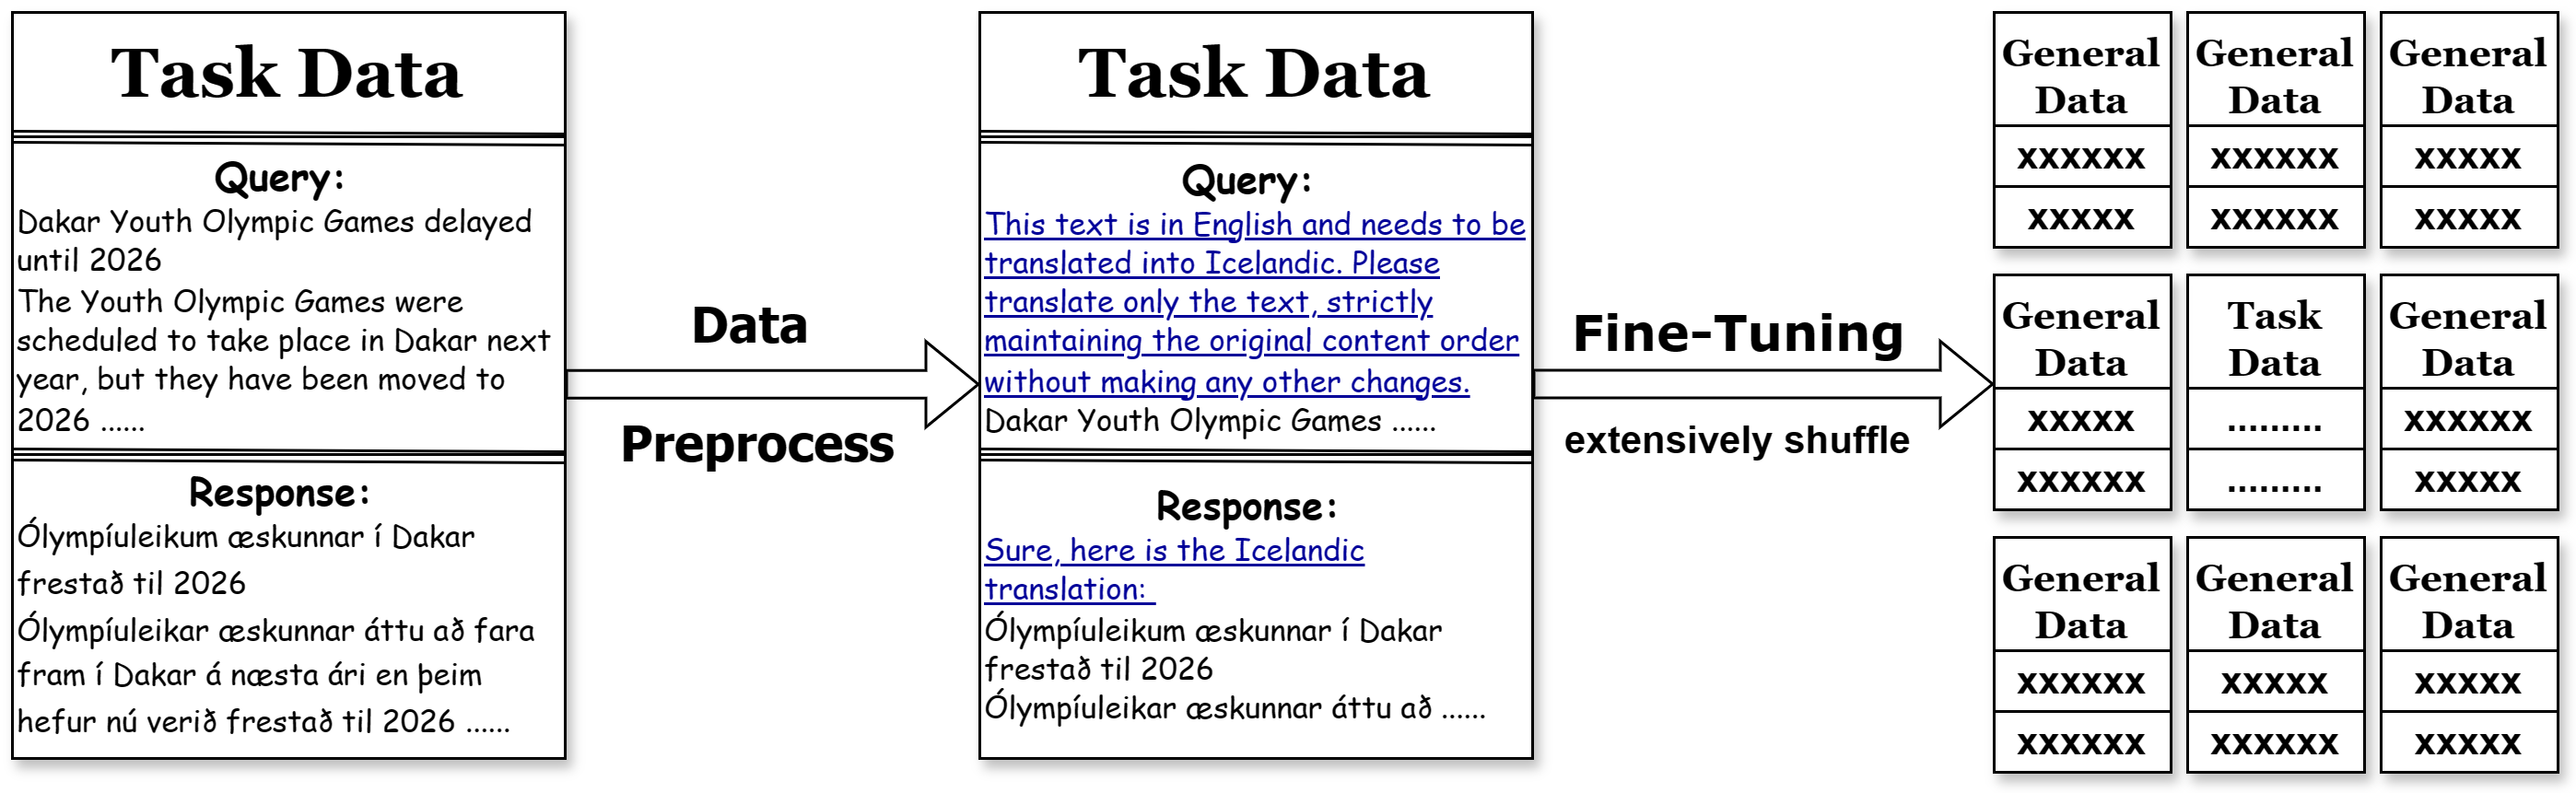 Task Data
Query:
Dakar Youth Olympic Games delayed
until 2026
The Youth Olympic Games were
scheduled to take place in Dakar next
year, but they have been moved to
2026 ......
Response:
Ólympíuleikum æskunnar í Dakar
frestað til 2026
Ólympíuleikar æskunnar áttu að fara
fram í Dakar á næsta ári en þeim
hefur nú verið frestað til 2026 ......
Data
Preprocess
Task Data
Query:
This text is in English and needs to be
translated into Icelandic. Please
translate only the text, strictly
maintaining the original content order
without making any other changes.
Dakar Youth Olympic Games ......
Response:
Sure, here is the Icelandic
translation:
Ólympíuleikum æskunnar í Dakar
frestað til 2026
Ólympíuleikar æskunnar áttu að ......
Fine-Tuning
extensively shuffle
General
Data
xxxxxx
xxxxx
General
Data
xxxxxx
xxxxxx
General
Data
xxxxx
xxxxx
General
Data
xxxxx
xxxxxx
Task
Data
.........
.........
General
Data
xxxxxx
xxxxx
General
Data
xxxxxx
xxxxxx
General
Data
xxxxx
xxxxxx
General
Data
xxxxx
xxxxx